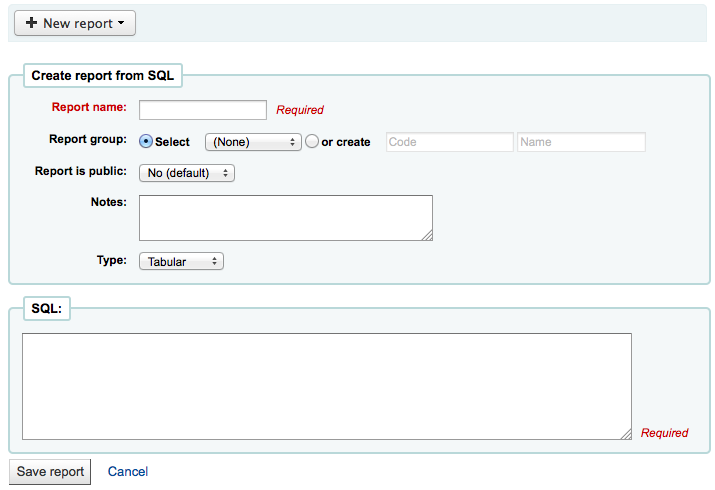 + New report
Create report from SQL
Report name: Required
Report group: Select (None) or create Code Name
Report is public: No (default)
Notes:
Type: Tabular
SQL:
Required
Save report Cancel